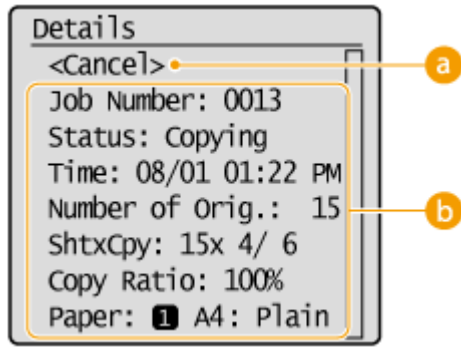 Details
<Cancel>
a
Job Number: 0013
Status: Copying
Time: 08/01 01:22 PM
Number of Orig.: 15
b
ShtxCpy: 15x 4/ 6
Copy Ratio: 100%
Paper: 1 A4: Plain